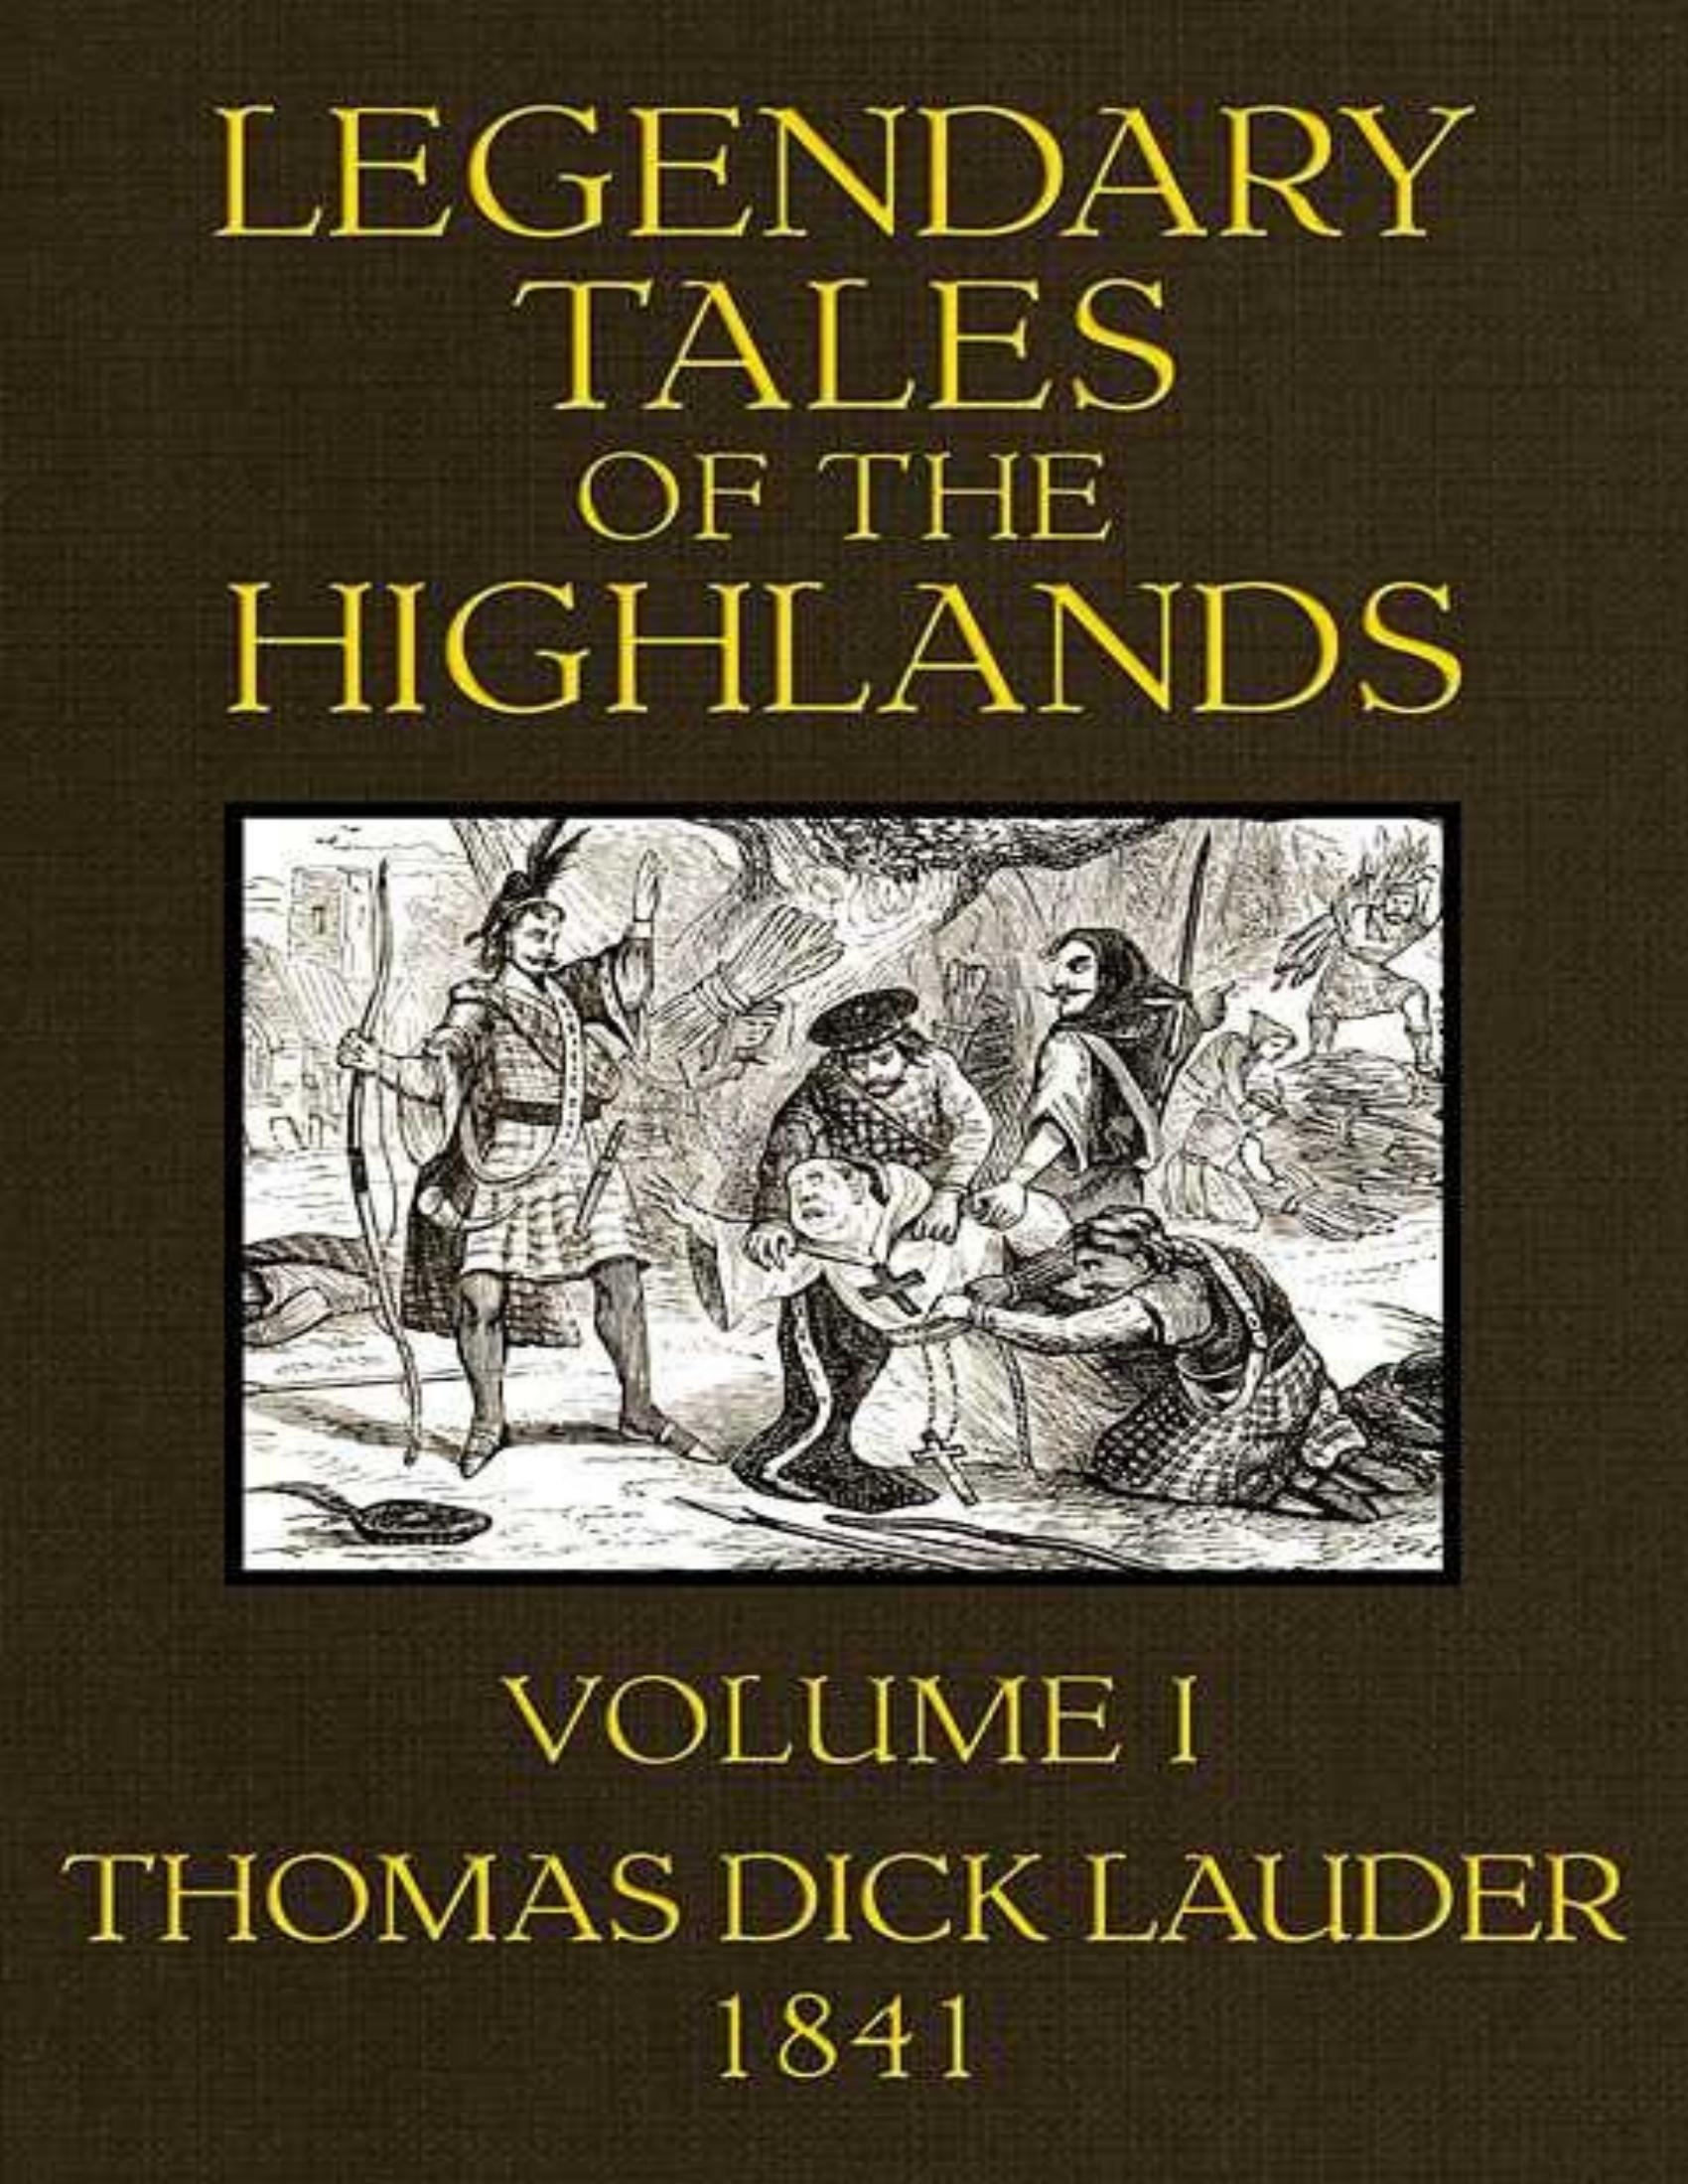 LEGENDARY
TALES
OF THE
HIGHLANDS
VOLUME I
THOMAS DICK LAUDER
1841